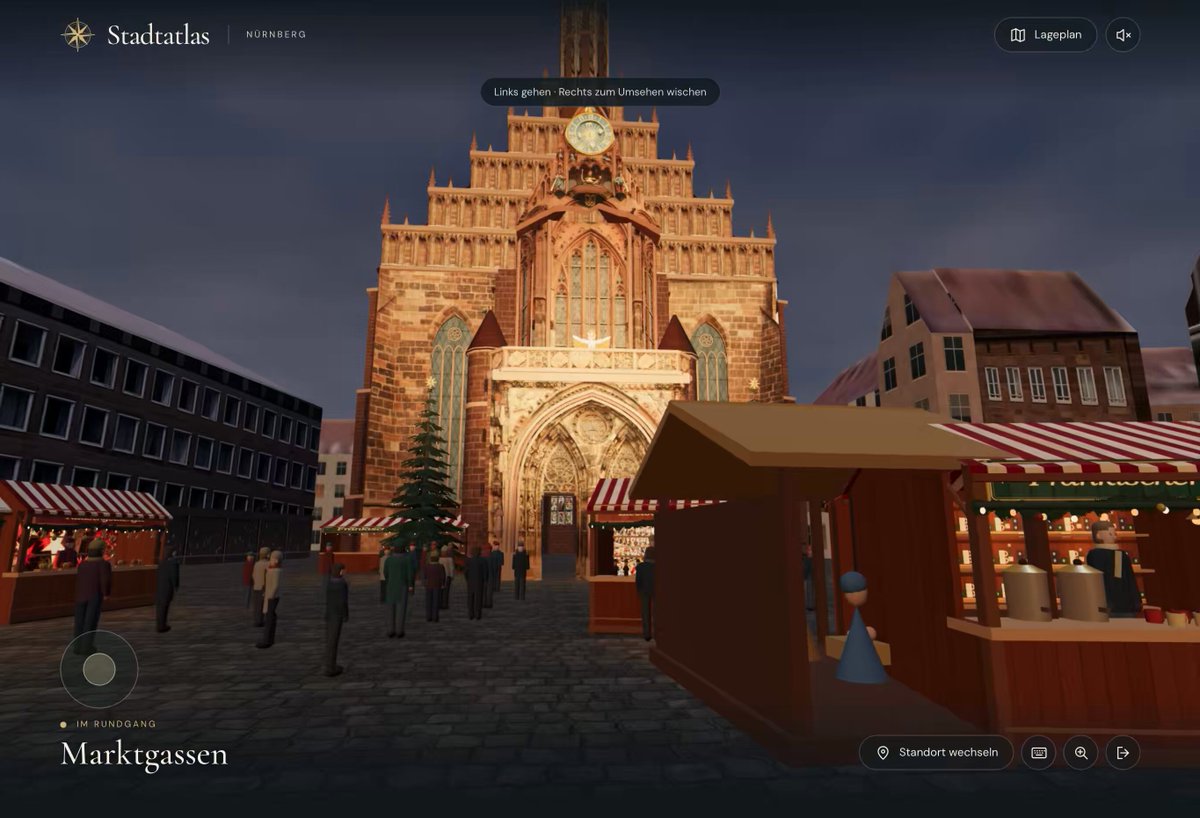 Stadtatlas
NÜRNBERG
Lageplan
Links gehen · Rechts zum Umsehen wischen
IM RUNDGANG
Marktgassen
Standort wechseln